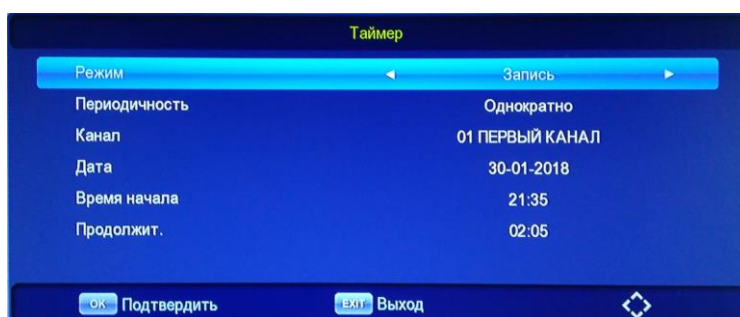 Таймер
Режим Запись
Периодичность Однократно
Канал 01 ПЕРВЫЙ КАНАЛ
Дата 30-01-2018
Время начала 21:35
Продолжит. 02:05
OK Подтвердить EXIT Выход